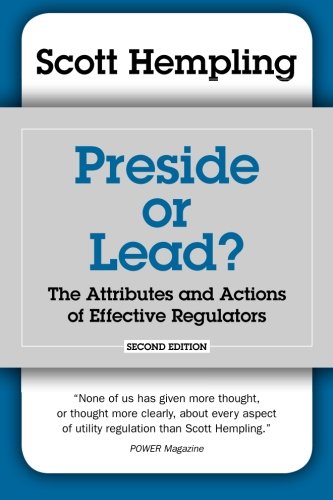 Scott Hempling
Preside
or
Lead?
The Attributes and Actions
of Effective Regulators
SECOND EDITION
“None of us has given more thought,
or thought more clearly, about every aspect
of utility regulation than Scott Hempling.”
POWER Magazine